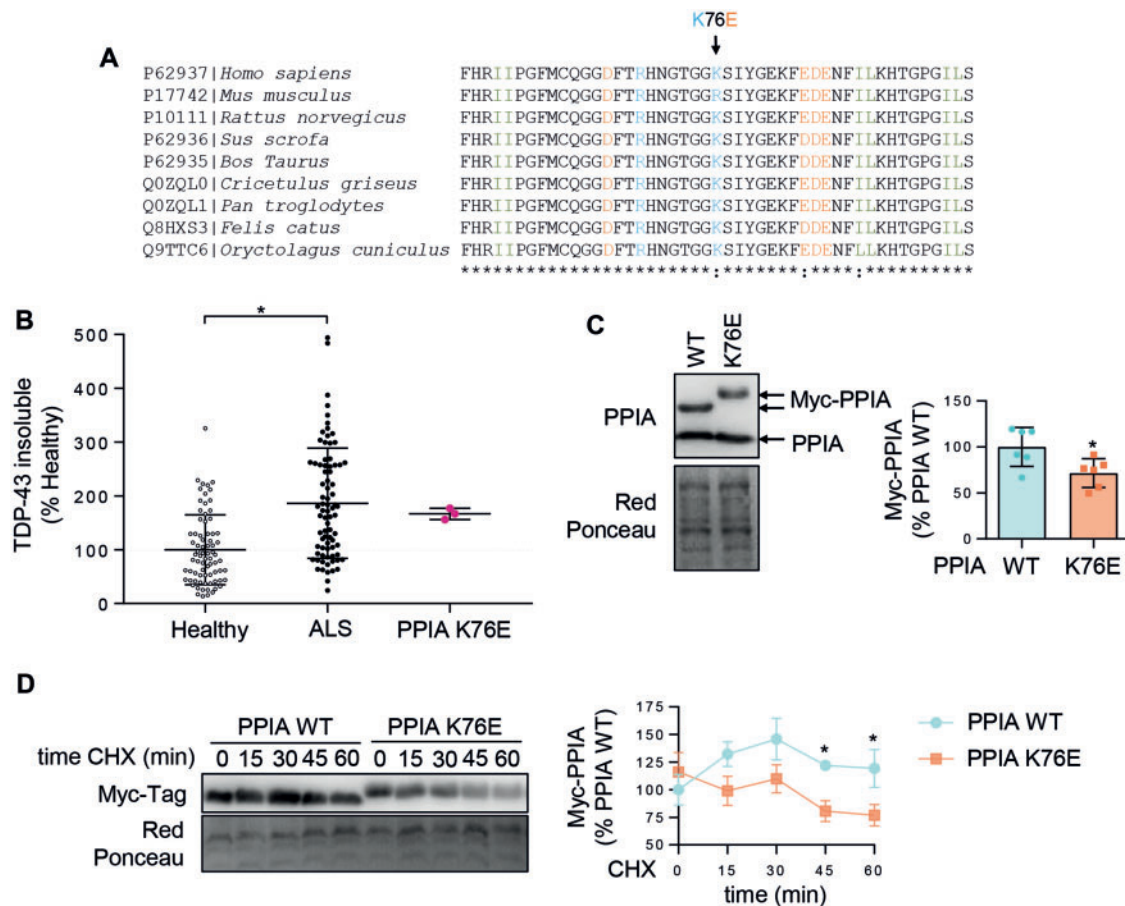 K76E
A
P62937|Homo sapiens FHRIIPGFMCQGGDFTRHNGTGGKSIYGEKFEDENFILKHTGPGILS
P17742|Mus musculus FHRIIPGFMCQGGDFTRHNGTGGRSIYGEKFEDENFILKHTGPGILS
P10111|Rattus norvegicus FHRIIPGFMCQGGDFTRHNGTGGKSIYGEKFEDENFILKHTGPGILS
P62936|Sus scrofa FHRIIPGFMCQGGDFTRHNGTGGKSIYGEKFDDENFILKHTGPGILS
P62935|Bos Taurus FHRIIPGFMCQGGDFTRHNGTGGKSIYGEKFDDENFILKHTGPGILS
Q0ZQL0|Cricetulus griseus FHRIIPGFMCQGGDFTRHNGTGGKSIYGEKFEDENFILKHTGPGILS
Q0ZQL1|Pan troglodytes FHRIIPGFMCQGGDFTRHNGTGGKSIYGEKFEDENFILKHTGPGILS
Q8HXS3|Felis catus FHRIIPGFMCQGGDFTRHNGTGGKSIYGEKFDDENFILKHTGPGILS
Q9TTC6|Oryctolagus cuniculus FHRIIPGFMCQGGDFTRHNGTGGKSIYGEKFEDENFLLKHTGPGILS
***********************:*******:****:**********
B
*
TDP-43 insoluble
(% Healthy)
500
400
300
200
100
0
Healthy ALS PPIA K76E
C
WT K76E
PPIA
Myc-PPIA
PPIA
Red
Ponceau
Myc-PPIA
(% PPIA WT)
150
100
50
0
*
PPIA WT K76E
D
PPIA WT PPIA K76E
time CHX (min) 0 15 30 45 60 0 15 30 45 60
Myc-Tag
Red
Ponceau
Myc-PPIA
(% PPIA WT)
175
150
125
100
75
50
* *
CHX 0 15 30 45 60
time (min)
PPIA WT
PPIA K76E